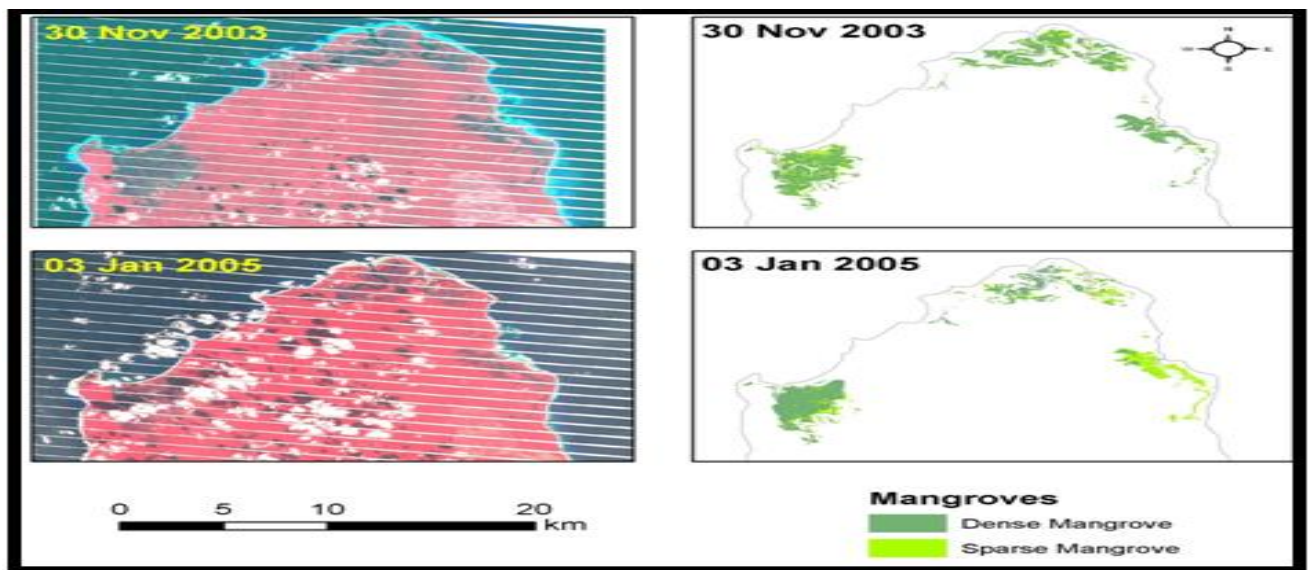 30 Nov 2003
30 Nov 2003
N
W E
S
03 Jan 2005
03 Jan 2005
0 5 10 20
km
Mangroves
Dense Mangrove
Sparse Mangrove